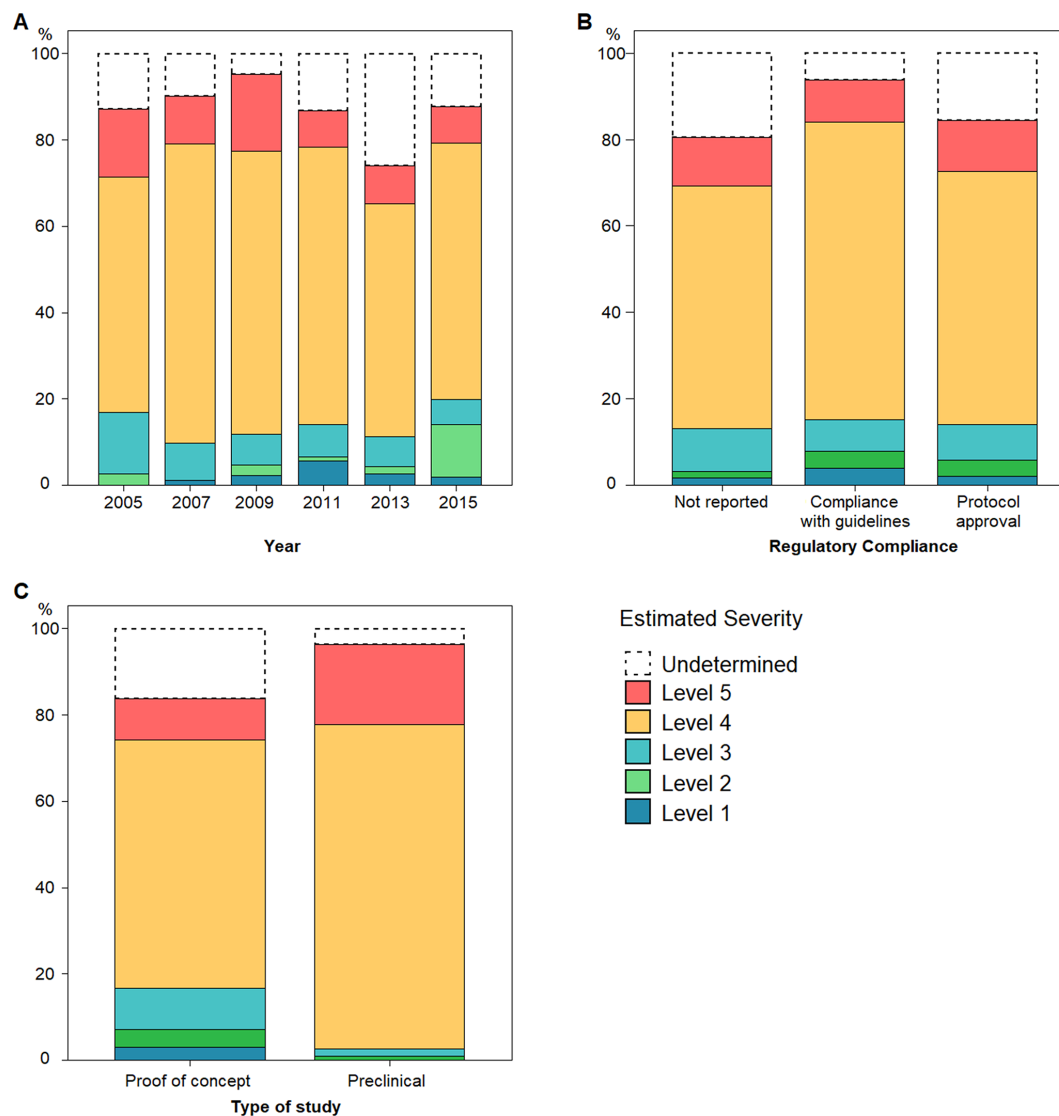 A
%
100
80
60
40
20
0
2005 2007 2009 2011 2013 2015
Year
B
%
100
80
60
40
20
0
Not reported Compliance with guidelines Protocol approval
Regulatory Compliance
C
%
100
80
60
40
20
0
Proof of concept Preclinical
Type of study
Estimated Severity
Undetermined
Level 5
Level 4
Level 3
Level 2
Level 1